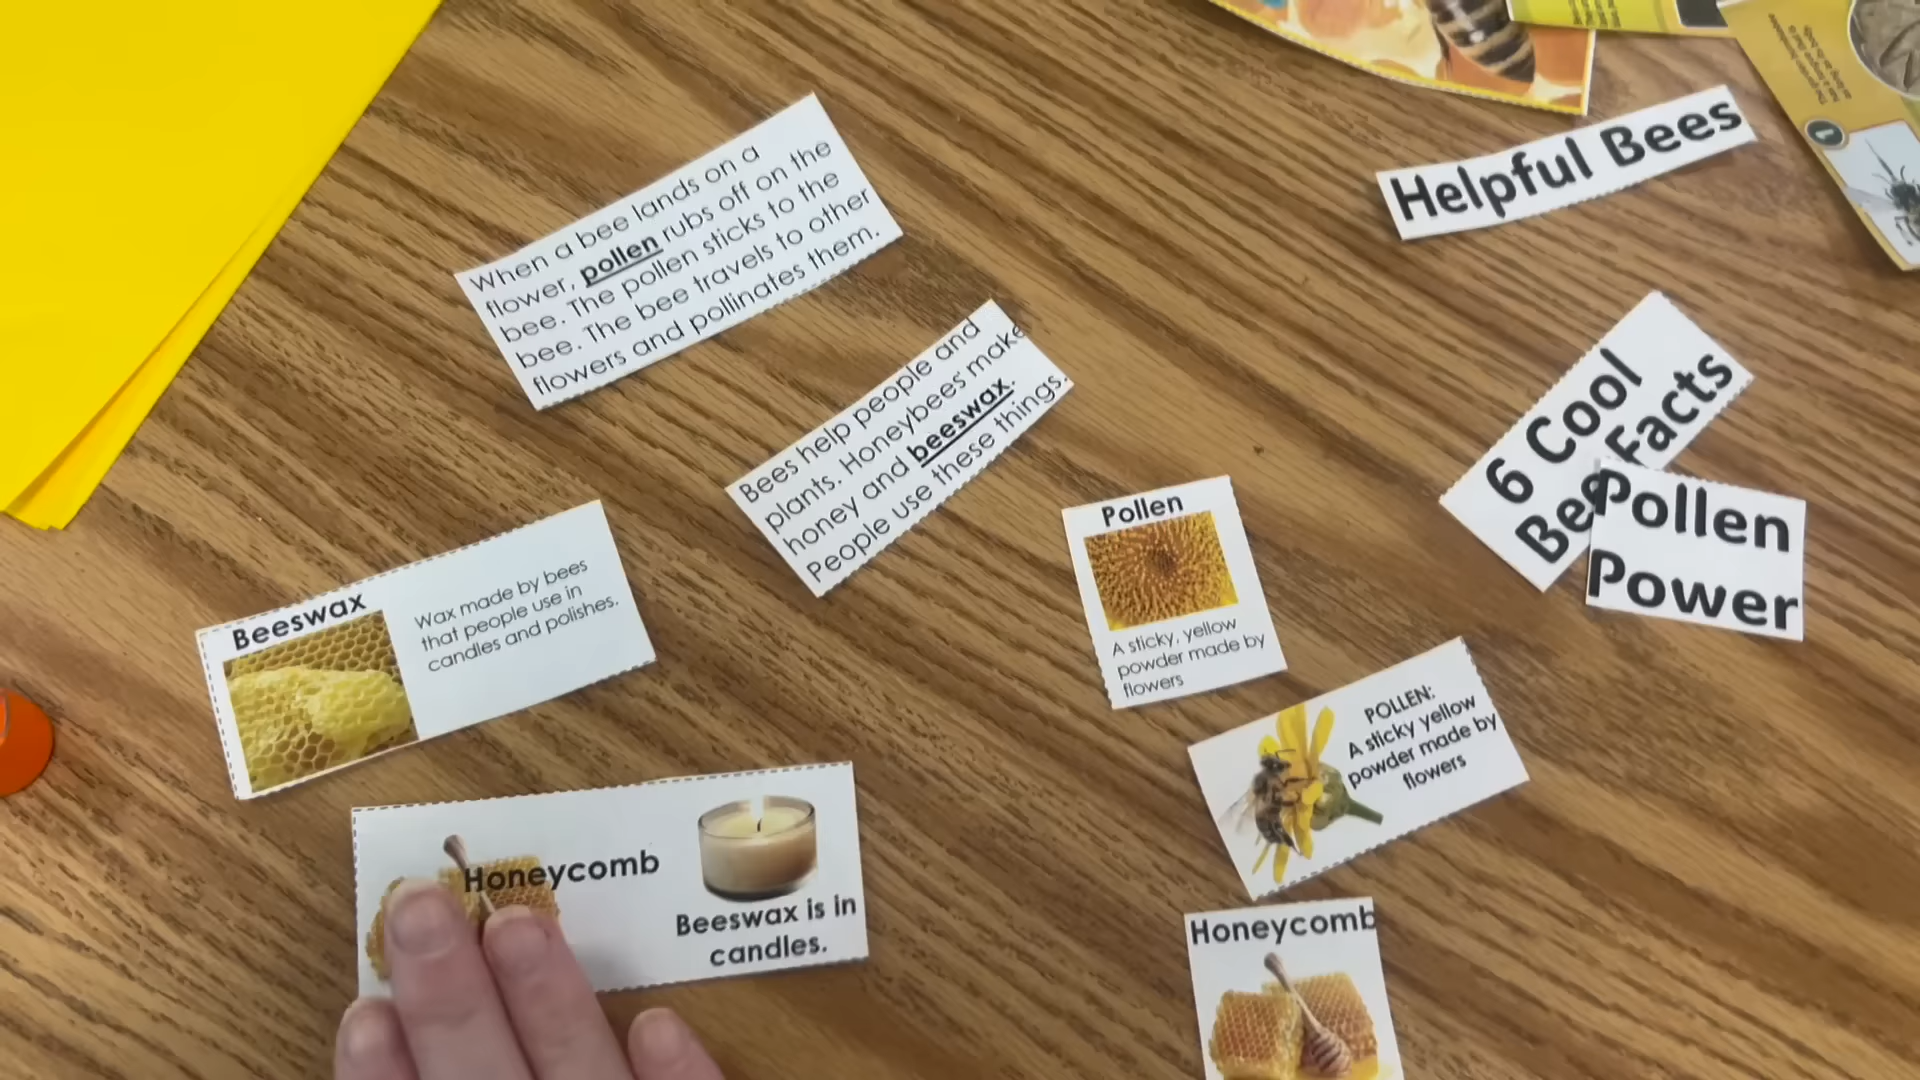 When a bee lands on a
flower, pollen rubs off on the
bee. The pollen sticks to the
bee. The bee travels to other
flowers and pollinates them.
Helpful Bees
Bees help people and
plants. Honeybees make
honey and beeswax.
People use these things.
6 Cool
Bee Facts
Pollen
Power
Pollen
A sticky, yellow
powder made by
flowers
Beeswax
Wax made by bees
that people use in
candles and polishes.
POLLEN:
A sticky yellow
powder made by
flowers
Honeycomb
Beeswax is in
candles.
Honeycomb
1